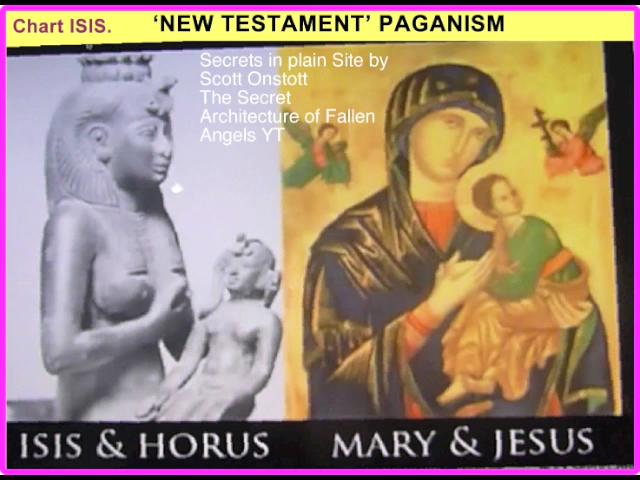 Chart ISIS.
‘NEW TESTAMENT’ PAGANISM
Secrets in plain Site by
Scott Onstott
The Secret
Architecture of Fallen
Angels YT
ISIS & HORUS
MARY & JESUS